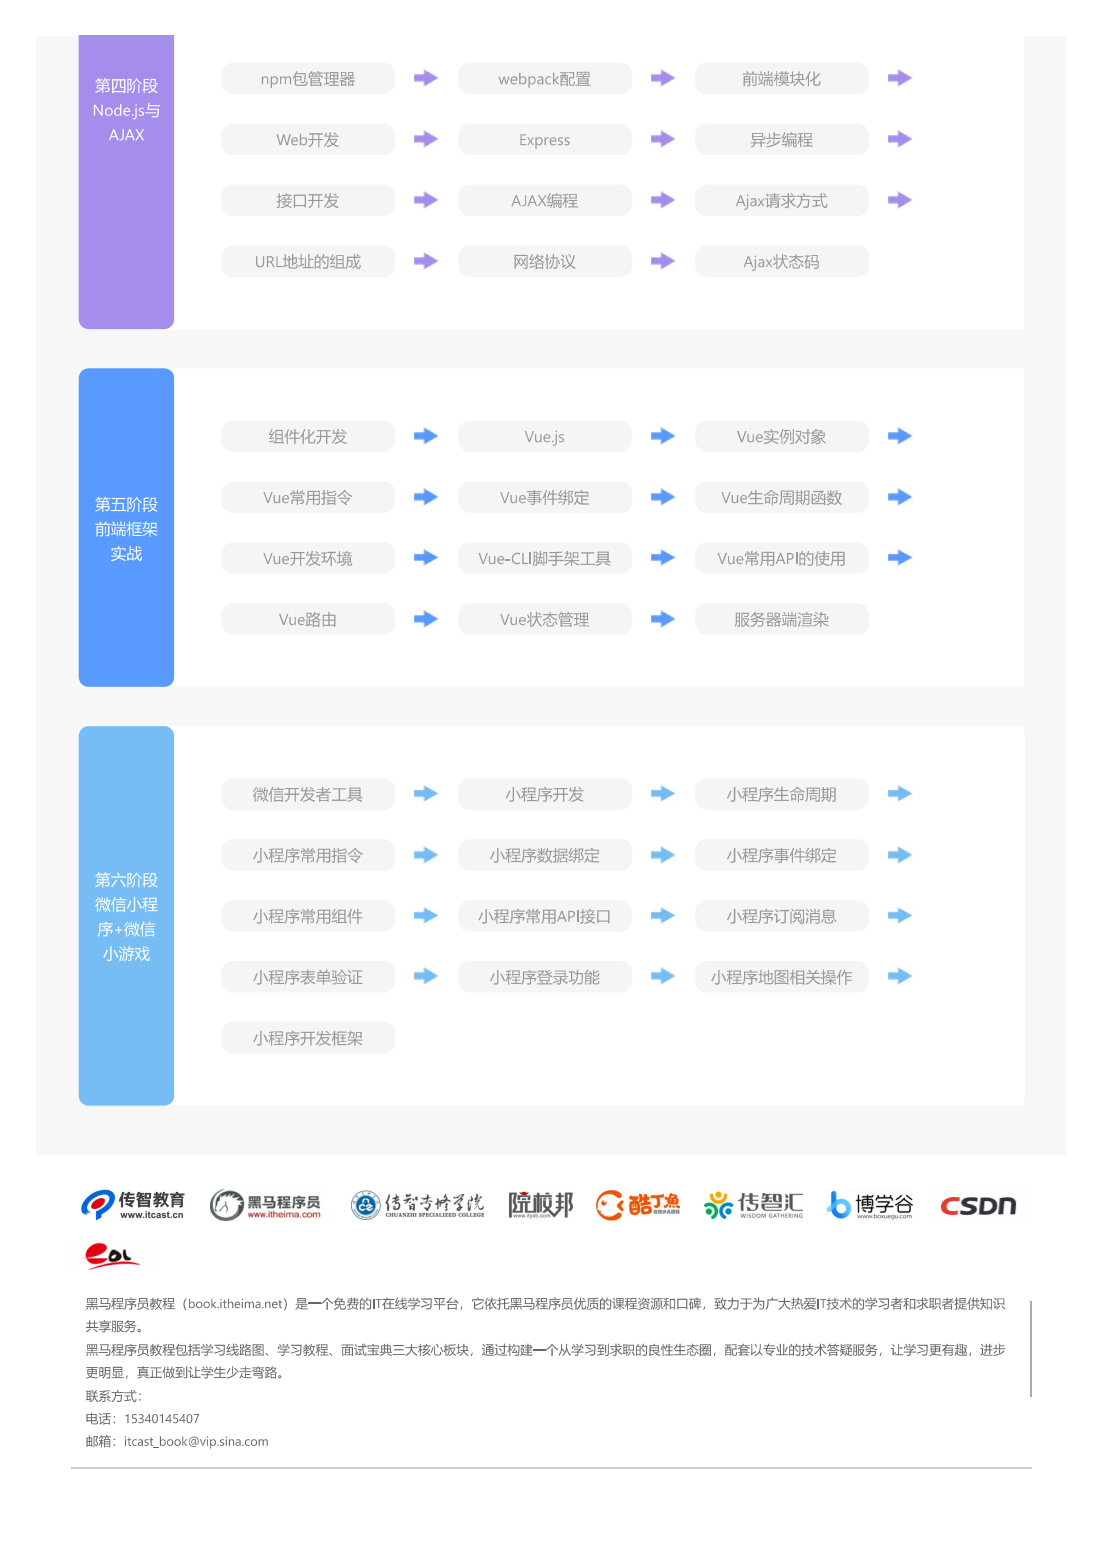 第四阶段
Node.js与
AJAX
npm包管理器 webpack配置 前端模块化
Web开发 Express 异步编程
接口开发 AJAX编程 Ajax请求方式
URL地址的组成 网络协议 Ajax状态码
第五阶段
前端框架
实战
组件化开发 Vue.js Vue实例对象
Vue常用指令 Vue事件绑定 Vue生命周期函数
Vue开发环境 Vue-CLI脚手架工具 Vue常用API的使用
Vue路由 Vue状态管理 服务器端渲染
第六阶段
微信小程
序+微信
小游戏
微信开发者工具 小程序开发 小程序生命周期
小程序常用指令 小程序数据绑定 小程序事件绑定
小程序常用组件 小程序常用API接口 小程序订阅消息
小程序表单验证 小程序登录功能 小程序地图相关操作
小程序开发框架
传智教育 黑马程序员 传智专修学院 院校邦 酷丁鱼 传智汇 博学谷 CSDN
www.itcast.cn www.itheima.com CHUANZHI SPECIALIZED COLLEGE WISDOM GATHERING www.boxuegu.com
EOL
黑马程序员教程（book.itheima.net）是一个免费的IT在线学习平台，它依托黑马程序员优质的课程资源和口碑，致力于为广大热爱IT技术的学习者和求职者提供知识
共享服务。
黑马程序员教程包括学习线路图、学习教程、面试宝典三大核心板块，通过构建一个从学习到求职的良性生态圈，配套以专业的技术答疑服务，让学习更有趣，进步
更明显，真正做到让学生少走弯路。
联系方式：
电话：15340145407
邮箱：itcast_book@vip.sina.com